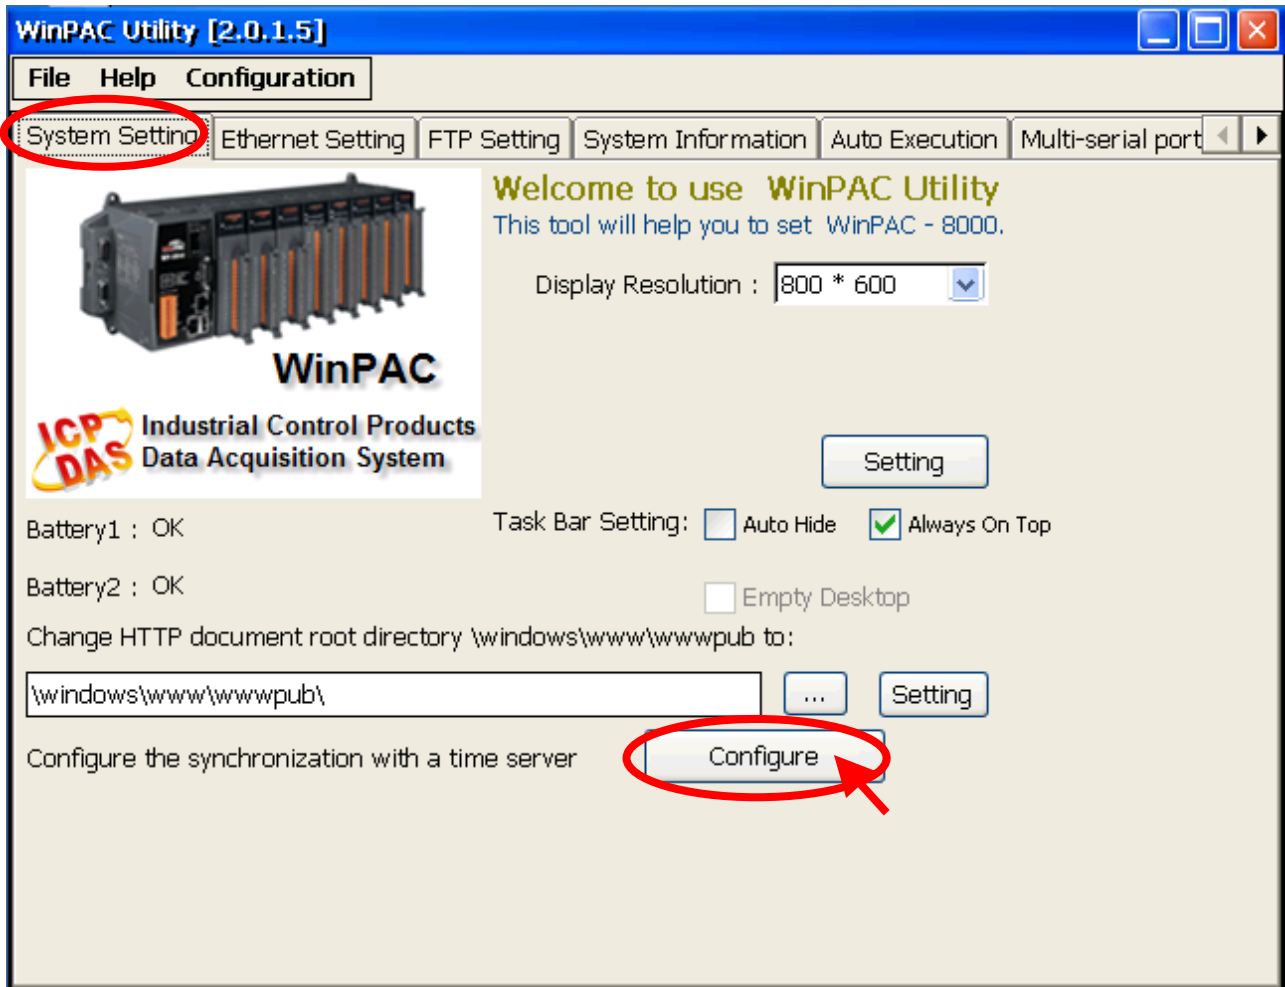 WinPAC Utility [2.0.1.5]
File Help Configuration
System Setting Ethernet Setting FTP Setting System Information Auto Execution Multi-serial port
Welcome to use WinPAC Utility
This tool will help you to set WinPAC - 8000.
Display Resolution : 800 * 600
WinPAC
ICP DAS
Industrial Control Products
Data Acquisition System
Setting
Battery1 : OK
Task Bar Setting: Auto Hide Always On Top
Battery2 : OK
Empty Desktop
Change HTTP document root directory \windows\www\wwwpub to:
\windows\www\wwwpub\ ... Setting
Configure the synchronization with a time server Configure